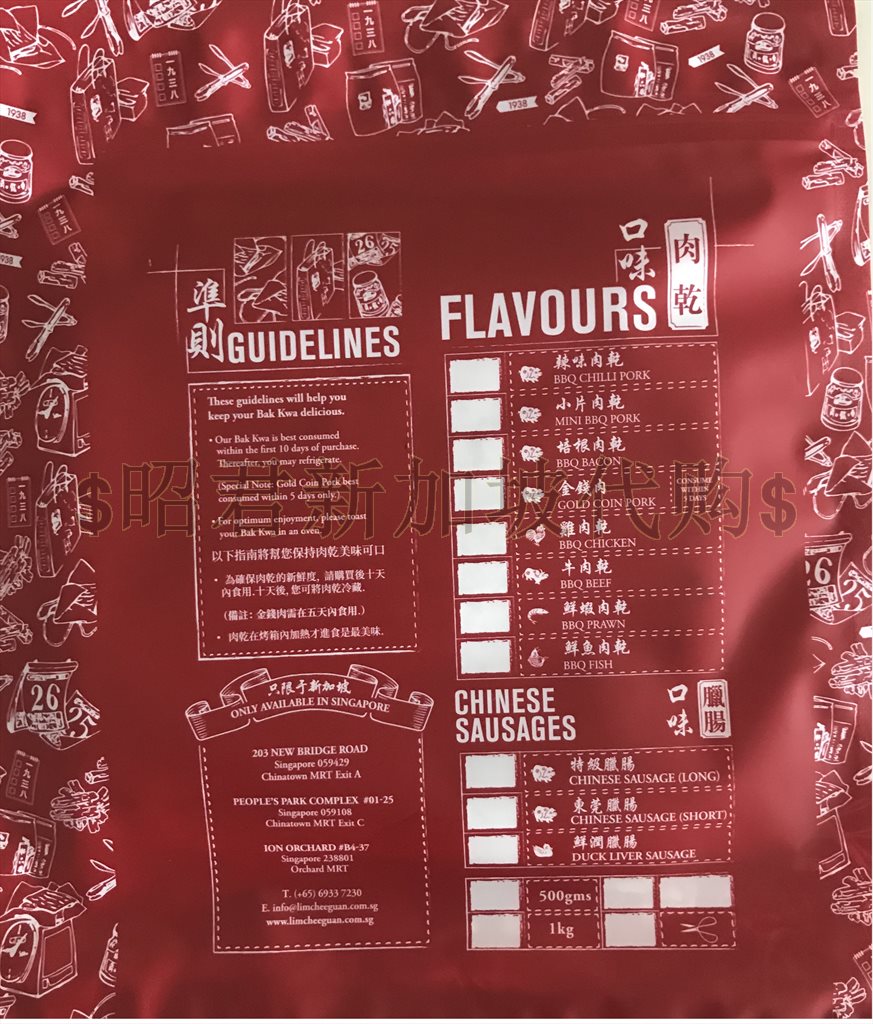 一九三八
1938
1938
1938
1938
準則
GUIDELINES
These guidelines will help you
keep your Bak Kwa delicious.
• Our Bak Kwa is best consumed
within the first 10 days of purchase.
Thereafter, you may refrigerate.
(Special Note: Gold Coin Pork best
consumed within 5 days only.)
• For optimum enjoyment, please toast
your Bak Kwa in an oven.
以下指南將幫您保持肉乾美味可口
• 為確保肉乾的新鮮度, 請購買後十天
內食用.十天後, 您可將肉乾冷藏.
(備註: 金錢肉需在五天內食用.)
• 肉乾在烤箱內加熱才進食是最美味.
只限于新加坡
ONLY AVAILABLE IN SINGAPORE
203 NEW BRIDGE ROAD
Singapore 059429
Chinatown MRT Exit A
PEOPLE'S PARK COMPLEX #01-25
Singapore 059108
Chinatown MRT Exit C
ION ORCHARD #B4-37
Singapore 238801
Orchard MRT
T. (+65) 6933 7230
E. info@limcheeguan.com.sg
www.limcheeguan.com.sg
口味
肉乾
FLAVOURS
辣味肉乾
BBQ CHILLI PORK
小片肉乾
MINI BBQ PORK
培根肉乾
BBQ BACON
金錢肉
GOLD COIN PORK
CONSUME
WITHIN
5 DAYS
雞肉乾
BBQ CHICKEN
牛肉乾
BBQ BEEF
鮮蝦肉乾
BBQ PRAWN
鮮魚肉乾
BBQ FISH
CHINESE
SAUSAGES
口味
臘腸
特級臘腸
CHINESE SAUSAGE (LONG)
東莞臘腸
CHINESE SAUSAGE (SHORT)
鮮潤臘腸
DUCK LIVER SAUSAGE
500gms
1kg
26
26
26
$昭君新加坡代购$